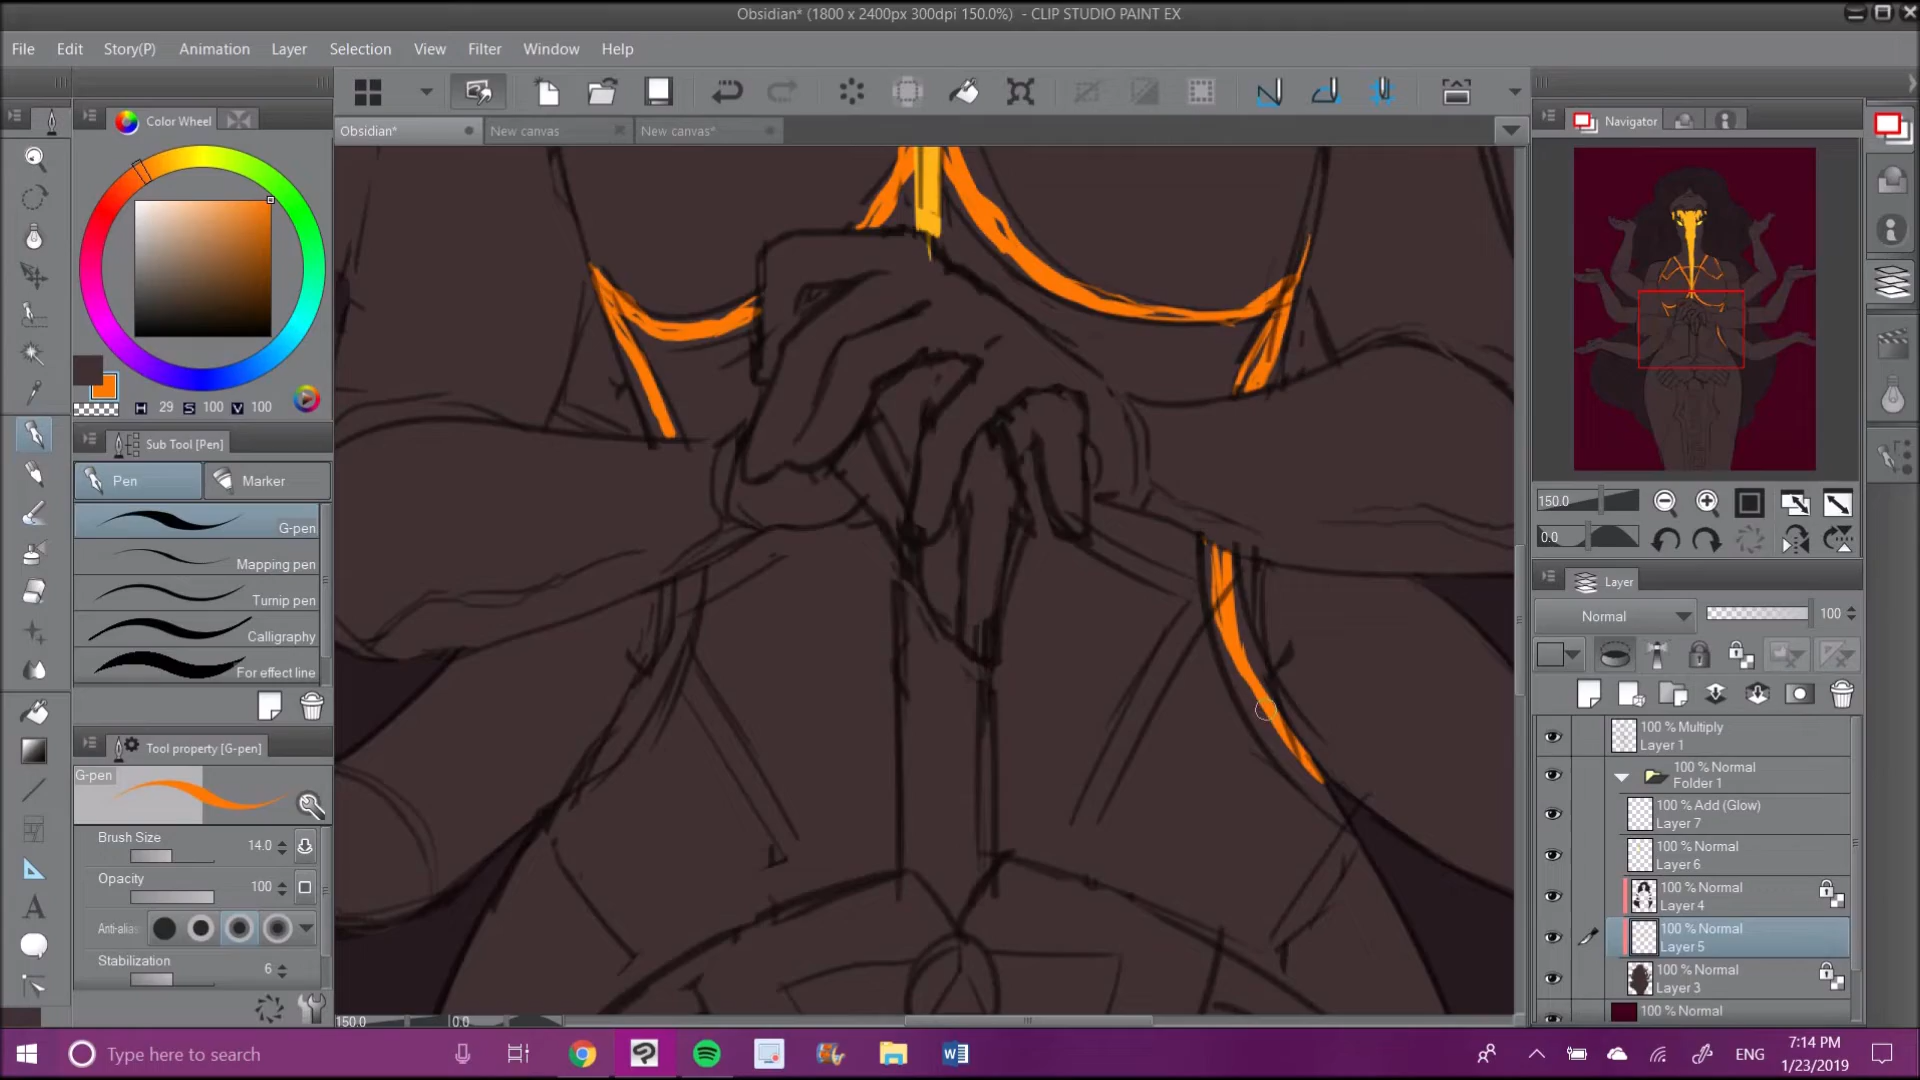 Obsidian* (1800 x 2400px 300dpi 150.0%) - CLIP STUDIO PAINT EX
File Edit Story(P) Animation Layer Selection View Filter Window Help
Color Wheel
Obsidian* New canvas New canvas*
Navigator
H 29 S 100 V 100
Sub Tool [Pen]
Pen Marker
G-pen
Mapping pen
Turnip pen
Calligraphy
For effect line
Tool property [G-pen]
G-pen
Brush Size 14.0
Opacity 100
Anti-alias
Stabilization 6
150.0
0.0
Layer
Normal 100
100 % Multiply
Layer 1
100 % Normal
Folder 1
100 % Add (Glow)
Layer 7
100 % Normal
Layer 6
100 % Normal
Layer 4
100 % Normal
Layer 5
100 % Normal
Layer 3
100 % Normal
150.0 0.0
Type here to search
ENG
7:14 PM
1/23/2019